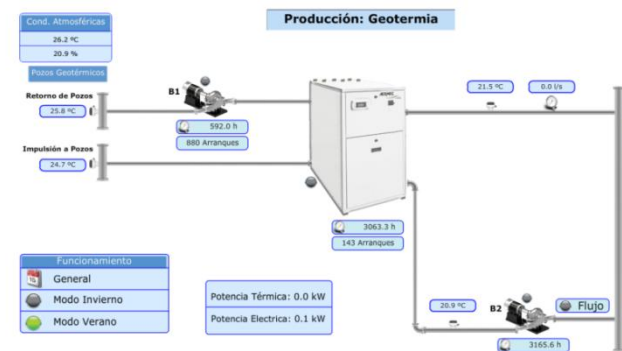 Producción: Geotermia
Cond. Atmosféricas
26.2 ºC
20.9 %
Pozos Geotérmicos
Retorno de Pozos
25.8 ºC
B1
592.0 h
880 Arranques
Impulsión a Pozos
24.7 ºC
21.5 ºC
0.0 l/s
3063.3 h
143 Arranques
Funcionamiento
General
Modo Invierno
Modo Verano
Potencia Térmica: 0.0 kW
Potencia Electrica: 0.1 kW
20.9 ºC
B2
Flujo
3165.6 h